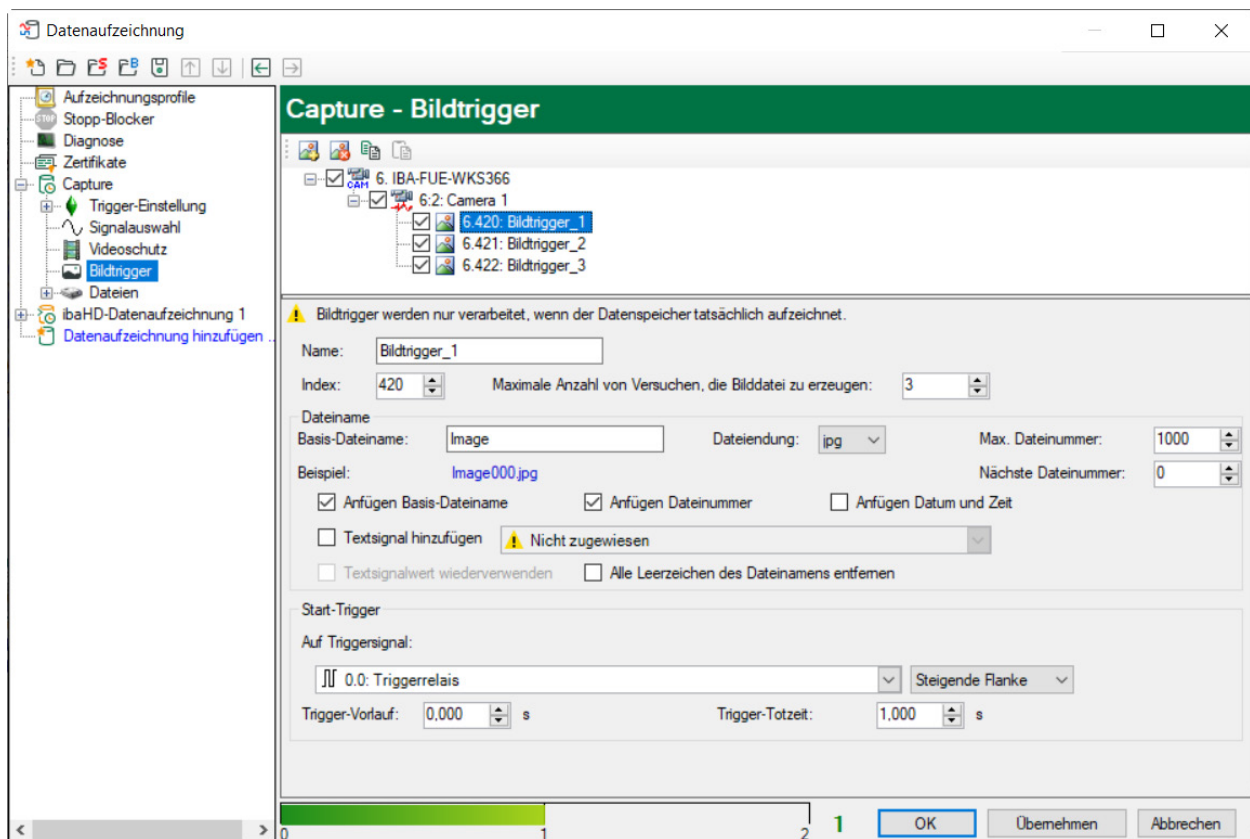 Datenaufzeichnung
Aufzeichnungsprofile
STOP Stopp-Blocker
Diagnose
Zertifikate
Capture
Trigger-Einstellung
Signalauswahl
Videoschutz
Bildtrigger
Dateien
ibaHD-Datenaufzeichnung 1
Datenaufzeichnung hinzufügen ..
Capture - Bildtrigger
CAM 6. IBA-FUE-WKS366
6:2: Camera 1
6.420: Bildtrigger_1
6.421: Bildtrigger_2
6.422: Bildtrigger_3
Bildtrigger werden nur verarbeitet, wenn der Datenspeicher tatsächlich aufzeichnet.
Name: Bildtrigger_1
Index: 420 Maximale Anzahl von Versuchen, die Bilddatei zu erzeugen: 3
Dateiname
Basis-Dateiname: Image Dateiendung: jpg Max. Dateinummer: 1000
Beispiel: Image000.jpg Nächste Dateinummer: 0
Anfügen Basis-Dateiname Anfügen Dateinummer Anfügen Datum und Zeit
Textsignal hinzufügen Nicht zugewiesen
Textsignalwert wiederverwenden Alle Leerzeichen des Dateinamens entfernen
Start-Trigger
Auf Triggersignal:
0.0: Triggerrelais Steigende Flanke
Trigger-Vorlauf: 0,000 s Trigger-Totzeit: 1,000 s
0 1 2 1 OK Übernehmen Abbrechen